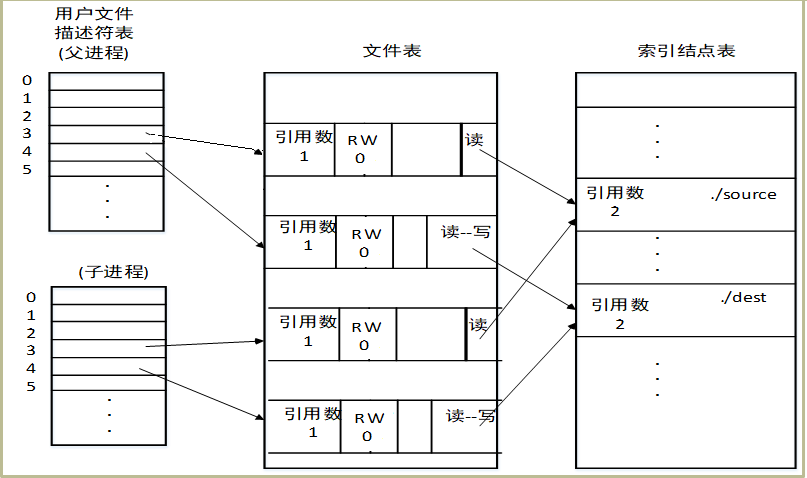 用户文件
描述符表
(父进程)
文件表
索引结点表
0
1
2
3
4
5
引用数
1
RW
0
读
引用数
2
./source
引用数
1
RW
0
读--写
(子进程)
0
1
2
3
4
5
引用数
2
./dest
引用数
1
RW
0
读
引用数
1
RW
0
读--写